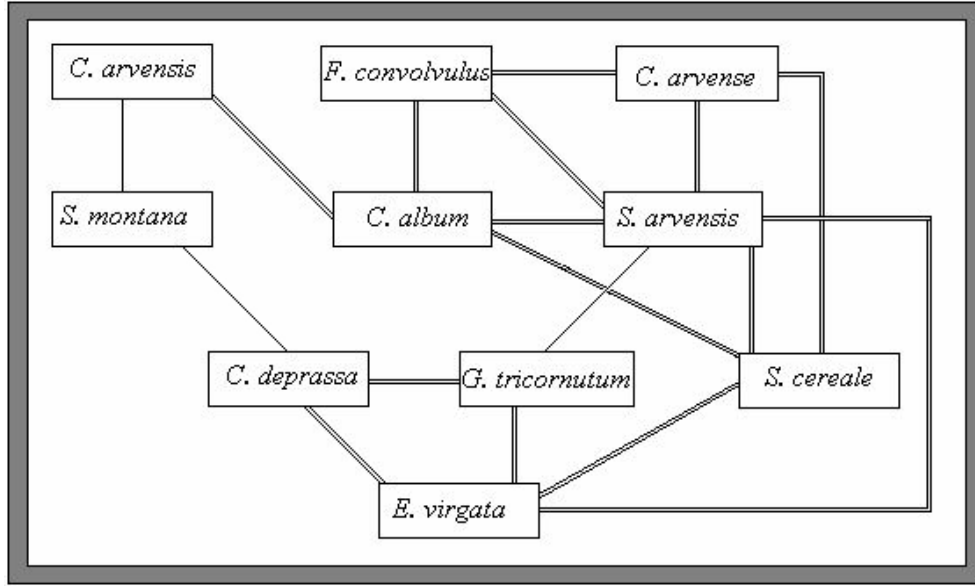 C. arvensis
F. convolvulus
C. arvense
S. montana
C. album
S. arvensis
C. deprassa
G. tricornutum
S. cereale
E. virgata